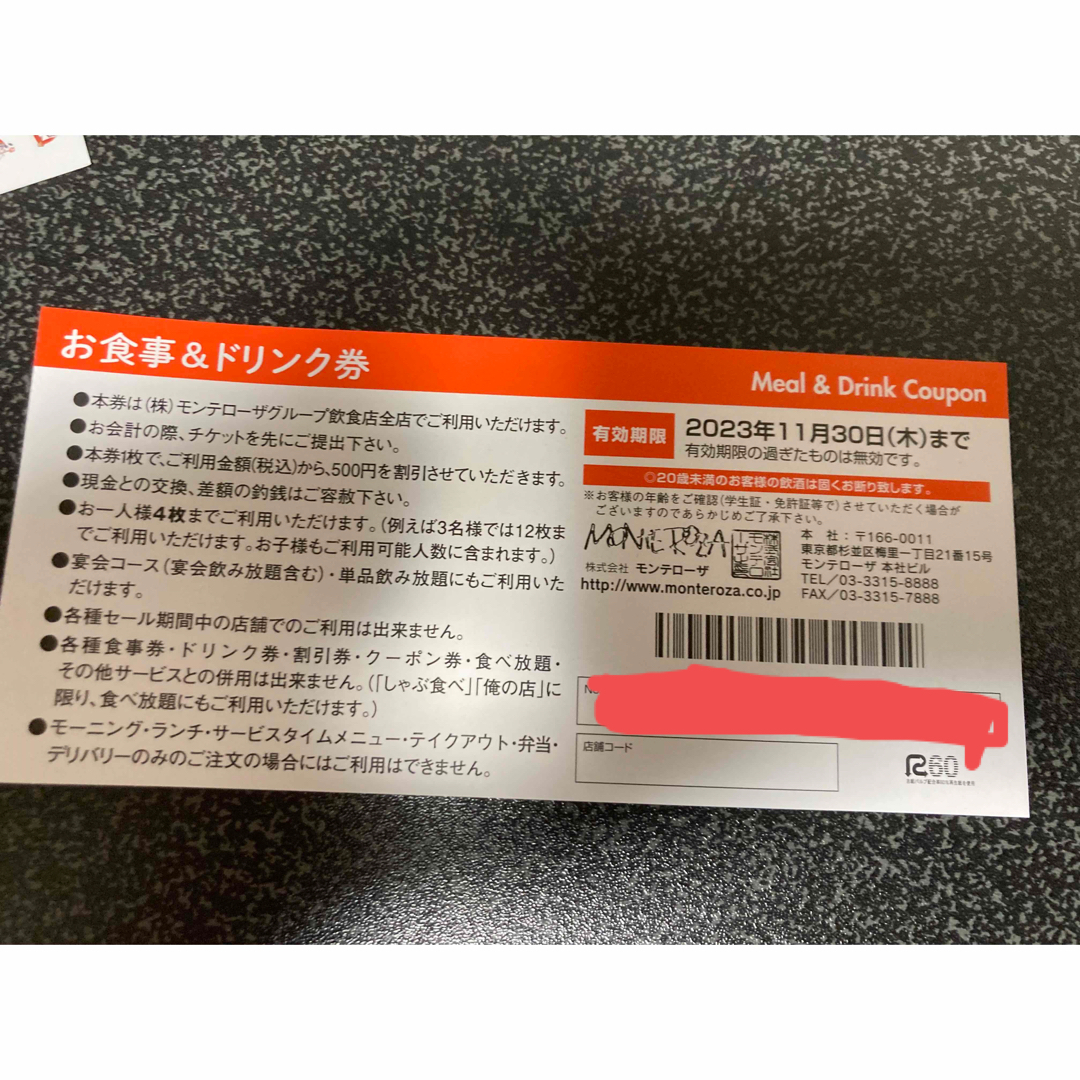 お食事&ドリンク券
Meal & Drink Coupon
●本券は(株)モンテローザグループ飲食店全店でご利用いただけます。
●お会計の際、チケットを先にご提出下さい。
●本券1枚で、ご利用金額(税込)から、500円を割引させていただきます。
●現金との交換、差額の釣銭はご容赦下さい。
●お一人様4枚までご利用いただけます。(例えば3名様では12枚ま
でご利用いただけます。お子様もご利用可能人数に含まれます。)
●宴会コース(宴会飲み放題含む)・単品飲み放題にもご利用いた
だけます。
●各種セール期間中の店舗でのご利用は出来ません。
●各種食事券・ドリンク券・割引券・クーポン券・食べ放題・
その他サービスとの併用は出来ません。(「しゃぶ食べ」「俺の店」に
限り、食べ放題にもご利用いただけます。)
●モーニング・ランチ・サービスタイムメニュー・テイクアウト・弁当・
デリバリーのみのご注文の場合にはご利用はできません。
有効期限
2023年11月30日(木)まで
有効期限の過ぎたものは無効です。
◎20歳未満のお客様の飲酒は固くお断り致します。
※お客様の年齢をご確認(学生証・免許証等で)させていただく場合が
ございますのであらかじめご了承下さい。
MONTEROZA
株式会社 モンテローザ
http://www.monteroza.co.jp
本 社:〒166-0011
東京都杉並区梅里一丁目21番15号
モンテローザ 本社ビル
TEL/03-3315-8888
FAX/03-3315-7888
店舗コード
R60